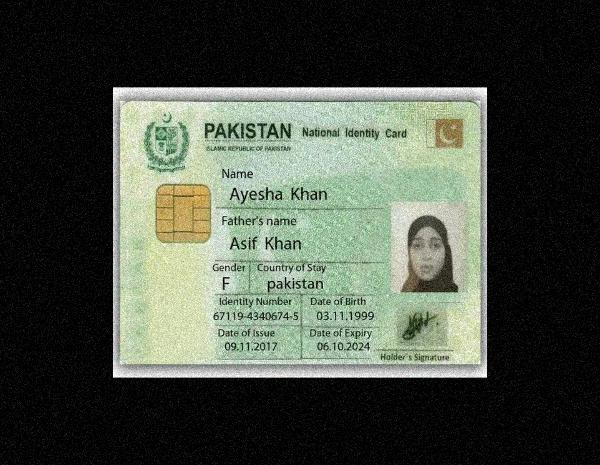 PAKISTAN National Identity Card
ISLAMIC REPUBLIC OF PAKISTAN
Name
Ayesha Khan
Father's name
Asif Khan
Gender Country of Stay
F pakistan
Identity Number Date of Birth
67119-4340674-5 03.11.1999
Date of Issue Date of Expiry
09.11.2017 06.10.2024
Holder's Signature